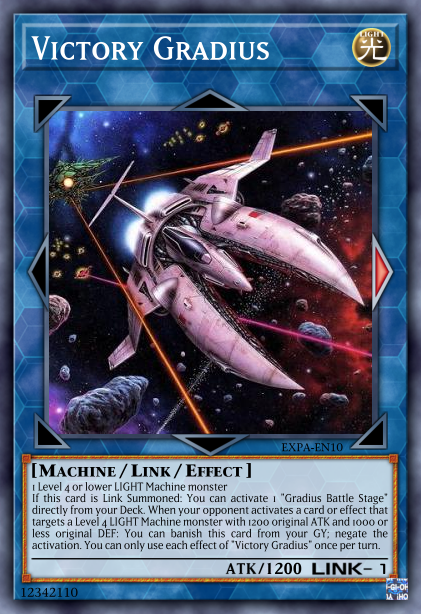 Victory Gradius
LIGHT
光
EXPA-EN10
[Machine / Link / Effect]
1 Level 4 or lower LIGHT Machine monster
If this card is Link Summoned: You can activate 1 "Gradius Battle Stage"
directly from your Deck. When your opponent activates a card or effect that
targets a Level 4 LIGHT Machine monster with 1200 original ATK and 1000 or
less original DEF: You can banish this card from your GY; negate the
activation. You can only use each effect of "Victory Gradius" once per turn.
ATK/1200 LINK- 1
12342110